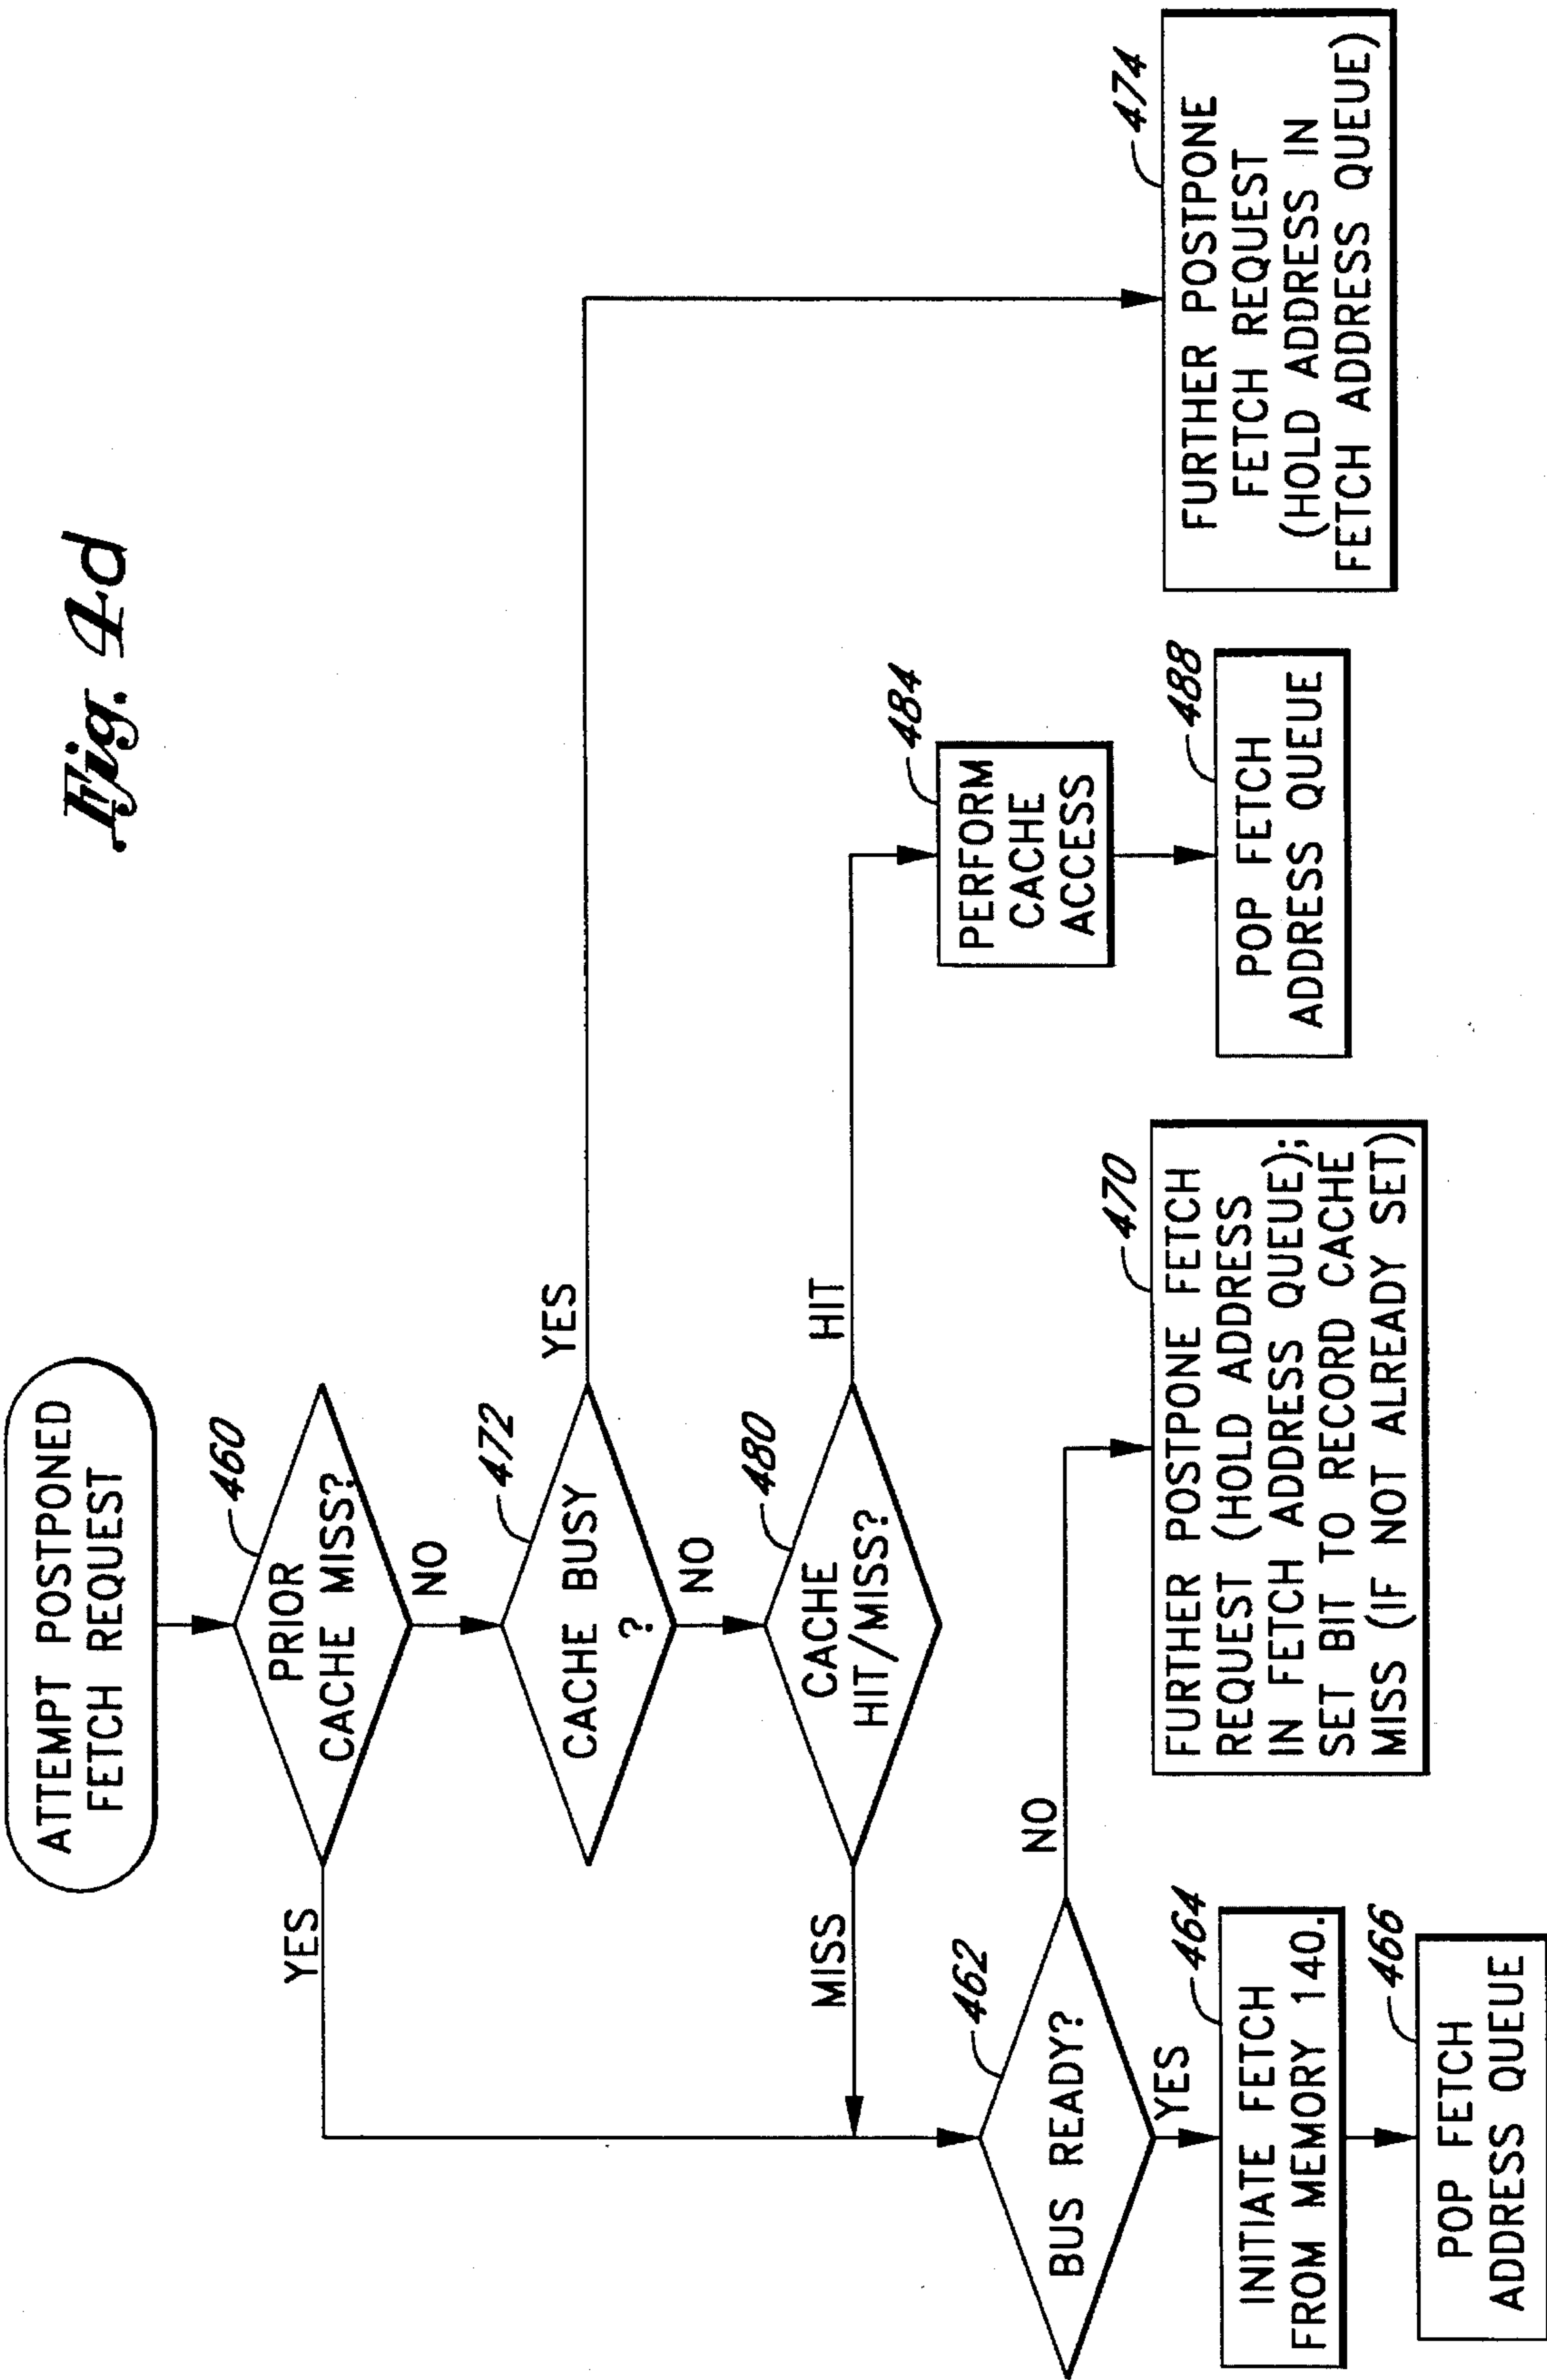 Fig. 4d
ATTEMPT POSTPONED
FETCH REQUEST
460
PRIOR
CACHE MISS?
YES
NO
472
CACHE BUSY
?
YES
NO
480
CACHE
HIT/MISS?
MISS
HIT
462
BUS READY?
NO
YES
464
INITIATE FETCH
FROM MEMORY 140.
466
POP FETCH
ADDRESS QUEUE
470
FURTHER POSTPONE FETCH
REQUEST (HOLD ADDRESS
IN FETCH ADDRESS QUEUE);
SET BIT TO RECORD CACHE
MISS (IF NOT ALREADY SET)
484
PERFORM
CACHE
ACCESS
488
POP FETCH
ADDRESS QUEUE
474
FURTHER POSTPONE
FETCH REQUEST
(HOLD ADDRESS IN
FETCH ADDRESS QUEUE)